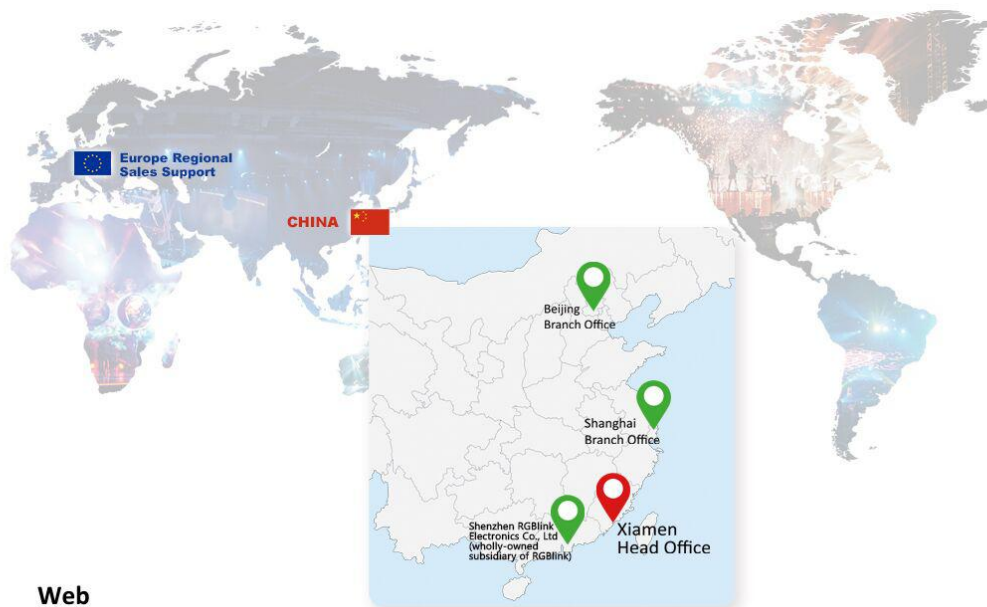 Europe Regional
Sales Support
CHINA
Beijing
Branch Office
Shanghai
Branch Office
Shenzhen RGBlink
Electronics Co., Ltd
(wholly-owned
subsidiary of RGBlink)
Xiamen
Head Office
Web